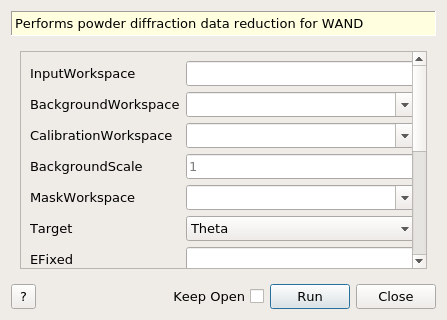 Performs powder diffraction data reduction for WAND
InputWorkspace
BackgroundWorkspace
CalibrationWorkspace
BackgroundScale 1
MaskWorkspace
Target Theta
EFixed
? Keep Open Run Close